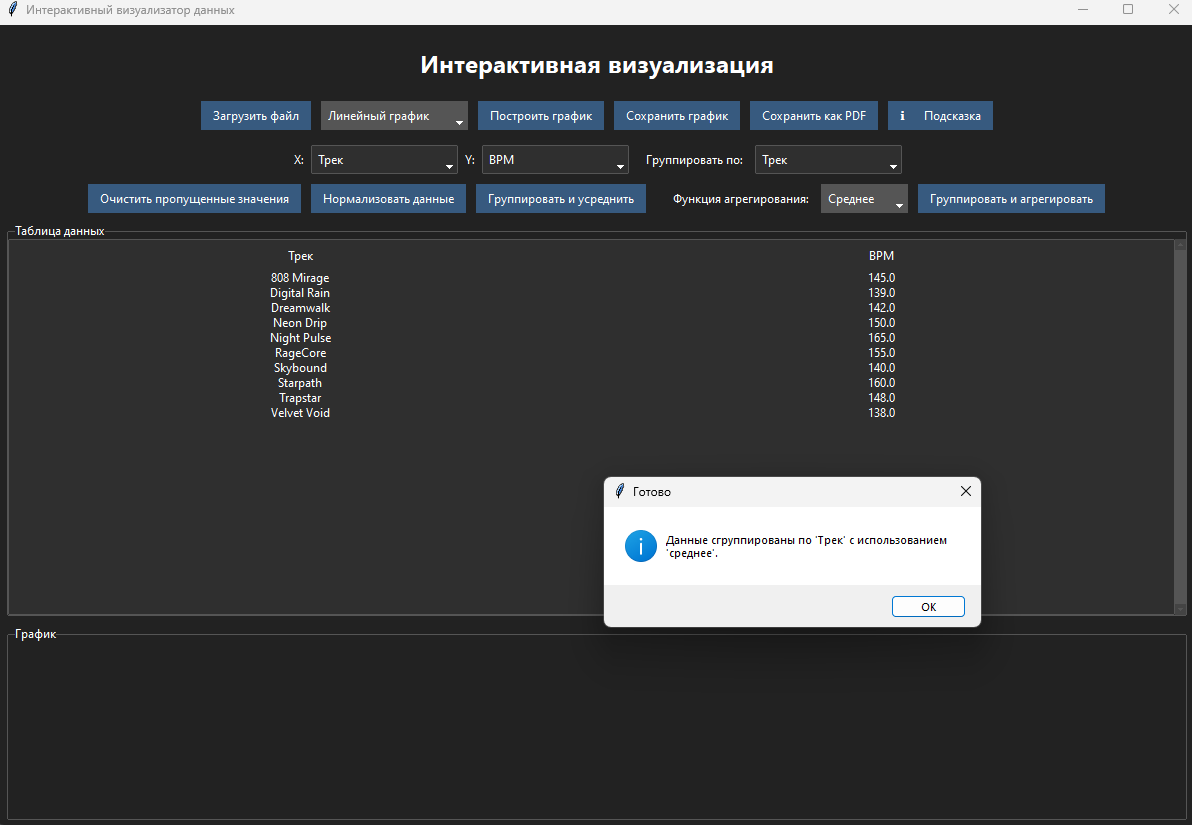 Интерактивный визуализатор данных
Интерактивная визуализация
Загрузить файл Линейный график Построить график Сохранить график Сохранить как PDF i Подсказка
X: Трек Y: BPM Группировать по: Трек
Очистить пропущенные значения Нормализовать данные Группировать и усреднить Функция агрегирования: Среднее Группировать и агрегировать
Таблица данных
Трек BPM
808 Mirage 145.0
Digital Rain 139.0
Dreamwalk 142.0
Neon Drip 150.0
Night Pulse 165.0
RageCore 155.0
Skybound 140.0
Starpath 160.0
Trapstar 148.0
Velvet Void 138.0
Готово
Данные сгруппированы по 'Трек' с использованием
'среднее'.
OK
График